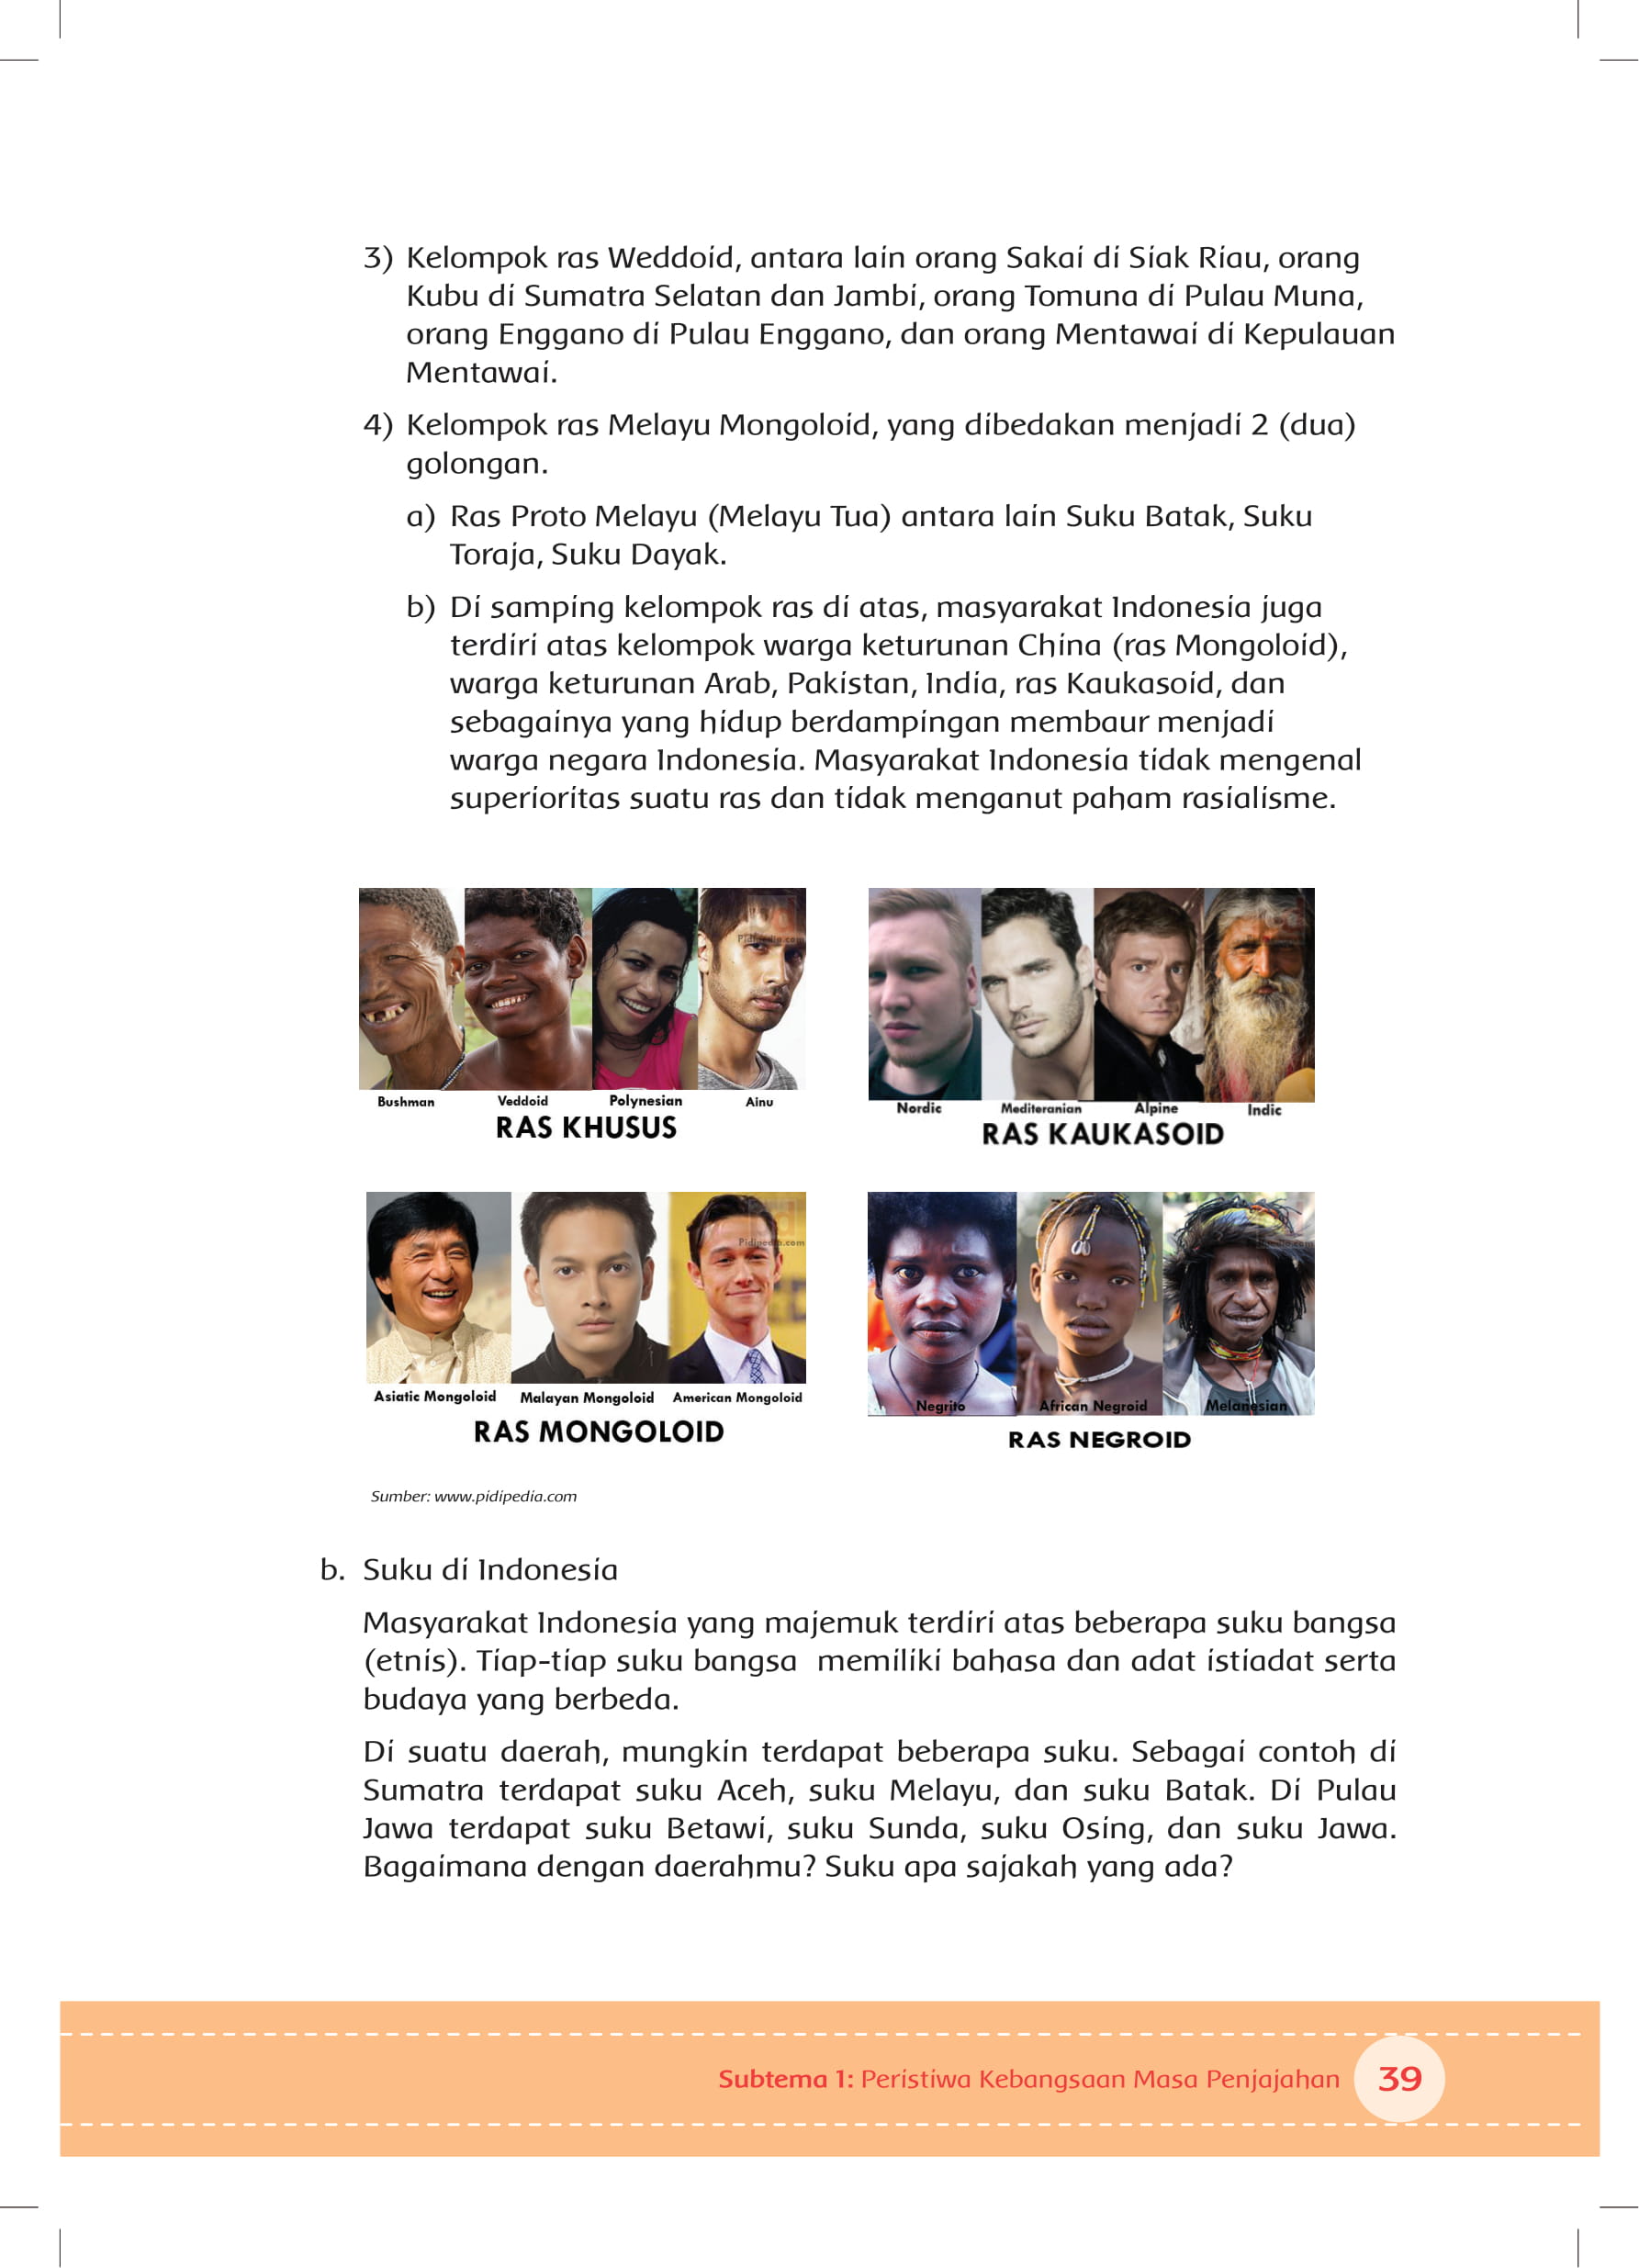 3) Kelompok ras Weddoid, antara lain orang Sakai di Siak Riau, orang
Kubu di Sumatra Selatan dan Jambi, orang Tomuna di Pulau Muna,
orang Enggano di Pulau Enggano, dan orang Mentawai di Kepulauan
Mentawai.
4) Kelompok ras Melayu Mongoloid, yang dibedakan menjadi 2 (dua)
golongan.
a) Ras Proto Melayu (Melayu Tua) antara lain Suku Batak, Suku
Toraja, Suku Dayak.
b) Di samping kelompok ras di atas, masyarakat Indonesia juga
terdiri atas kelompok warga keturunan China (ras Mongoloid),
warga keturunan Arab, Pakistan, India, ras Kaukasoid, dan
sebagainya yang hidup berdampingan membaur menjadi
warga negara Indonesia. Masyarakat Indonesia tidak mengenal
superioritas suatu ras dan tidak menganut paham rasialisme.
Pidipedia.com
Bushman Veddoid Polynesian Ainu
RAS KHUSUS
Nordic Mediteranian Alpine Indic
RAS KAUKASOID
Pidipedia.com
Asiatic Mongoloid Malayan Mongoloid American Mongoloid
RAS MONGOLOID
Negrito African Negroid Melanesian
RAS NEGROID
Sumber: www.pidipedia.com
b. Suku di Indonesia
Masyarakat Indonesia yang majemuk terdiri atas beberapa suku bangsa
(etnis). Tiap-tiap suku bangsa memiliki bahasa dan adat istiadat serta
budaya yang berbeda.
Di suatu daerah, mungkin terdapat beberapa suku. Sebagai contoh di
Sumatra terdapat suku Aceh, suku Melayu, dan suku Batak. Di Pulau
Jawa terdapat suku Betawi, suku Sunda, suku Osing, dan suku Jawa.
Bagaimana dengan daerahmu? Suku apa sajakah yang ada?
Subtema 1: Peristiwa Kebangsaan Masa Penjajahan 39